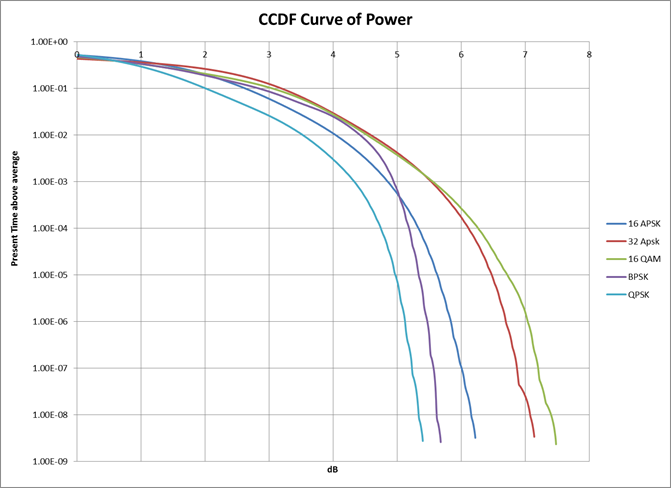 CCDF Curve of Power
1.00E+00
0 1 2 3 4 5 6 7 8
1.00E-01
1.00E-02
1.00E-03
1.00E-04
1.00E-05
1.00E-06
1.00E-07
1.00E-08
1.00E-09
Present Time above average
dB
16 APSK
32 Apsk
16 QAM
BPSK
QPSK